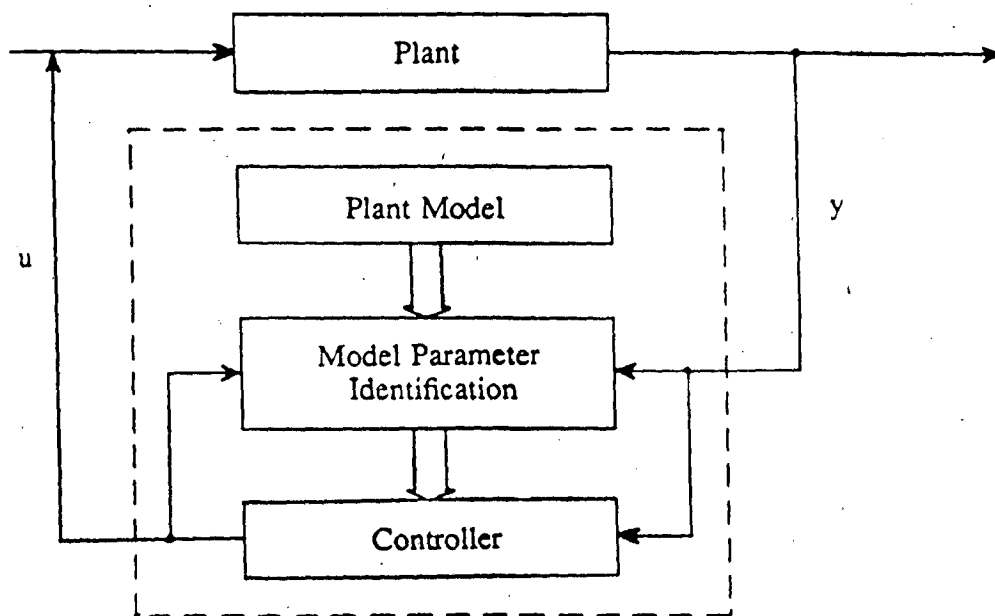 Plant
Plant Model
y
u
Model Parameter
Identification
Controller